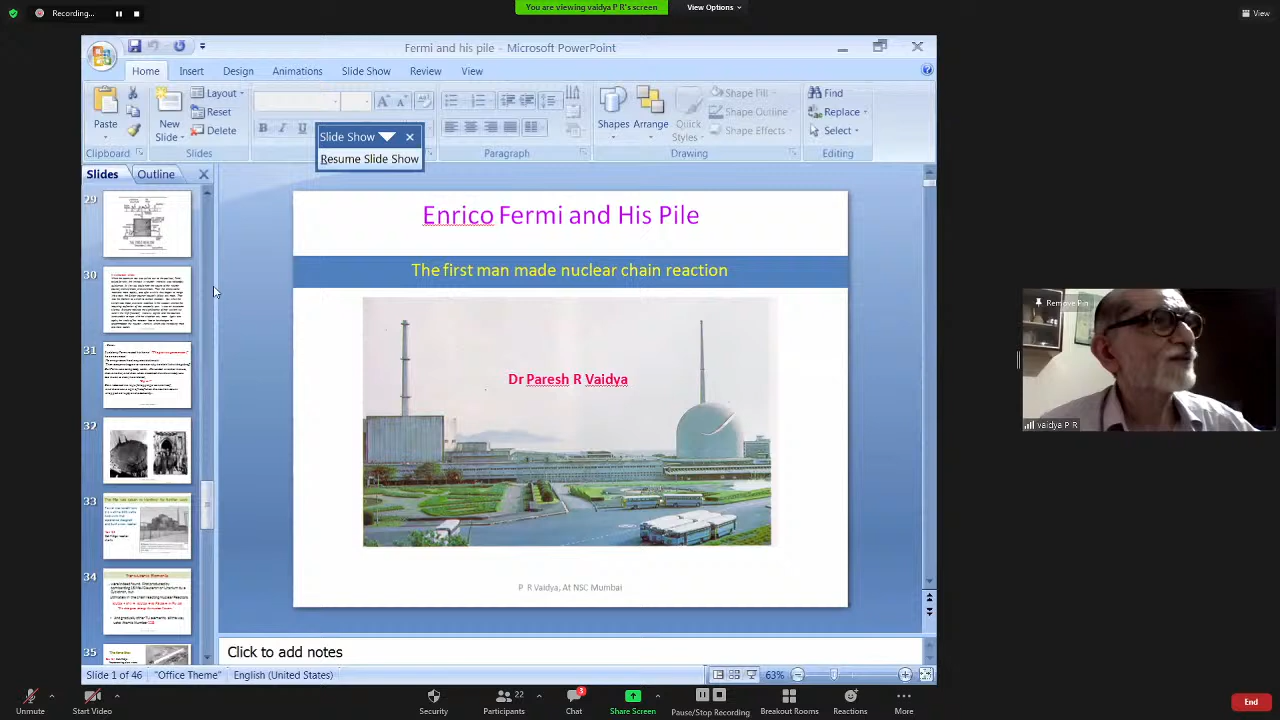 Recording...
You are viewing vaidya P R's screen
View Options
View
Fermi and his pile - Microsoft PowerPoint
Home
Insert
Design
Animations
Slide Show
Review
View
Paste
Clipboard
New
Slide
Layout
Reset
Delete
Slides
B
I
U
Paragraph
Shapes
Arrange
Quick
Styles
Shape Fill
Shape Outline
Shape Effects
Drawing
Find
Replace
Select
Editing
Slide Show
Resume Slide Show
Slides
Outline
29
30
31
32
33
34
Transuranic Elements
35
Enrico Fermi and His Pile
The first man made nuclear chain reaction
Dr Paresh R Vaidya
P R Vaidya, At NSC Mumbai
Click to add notes
Slide 1 of 46
"Office Theme"
English (United States)
63%
Remove Pin
vaidya P R
Unmute
Start Video
Security
Participants
22
Chat
3
Share Screen
Pause/Stop Recording
Breakout Rooms
Reactions
More
End